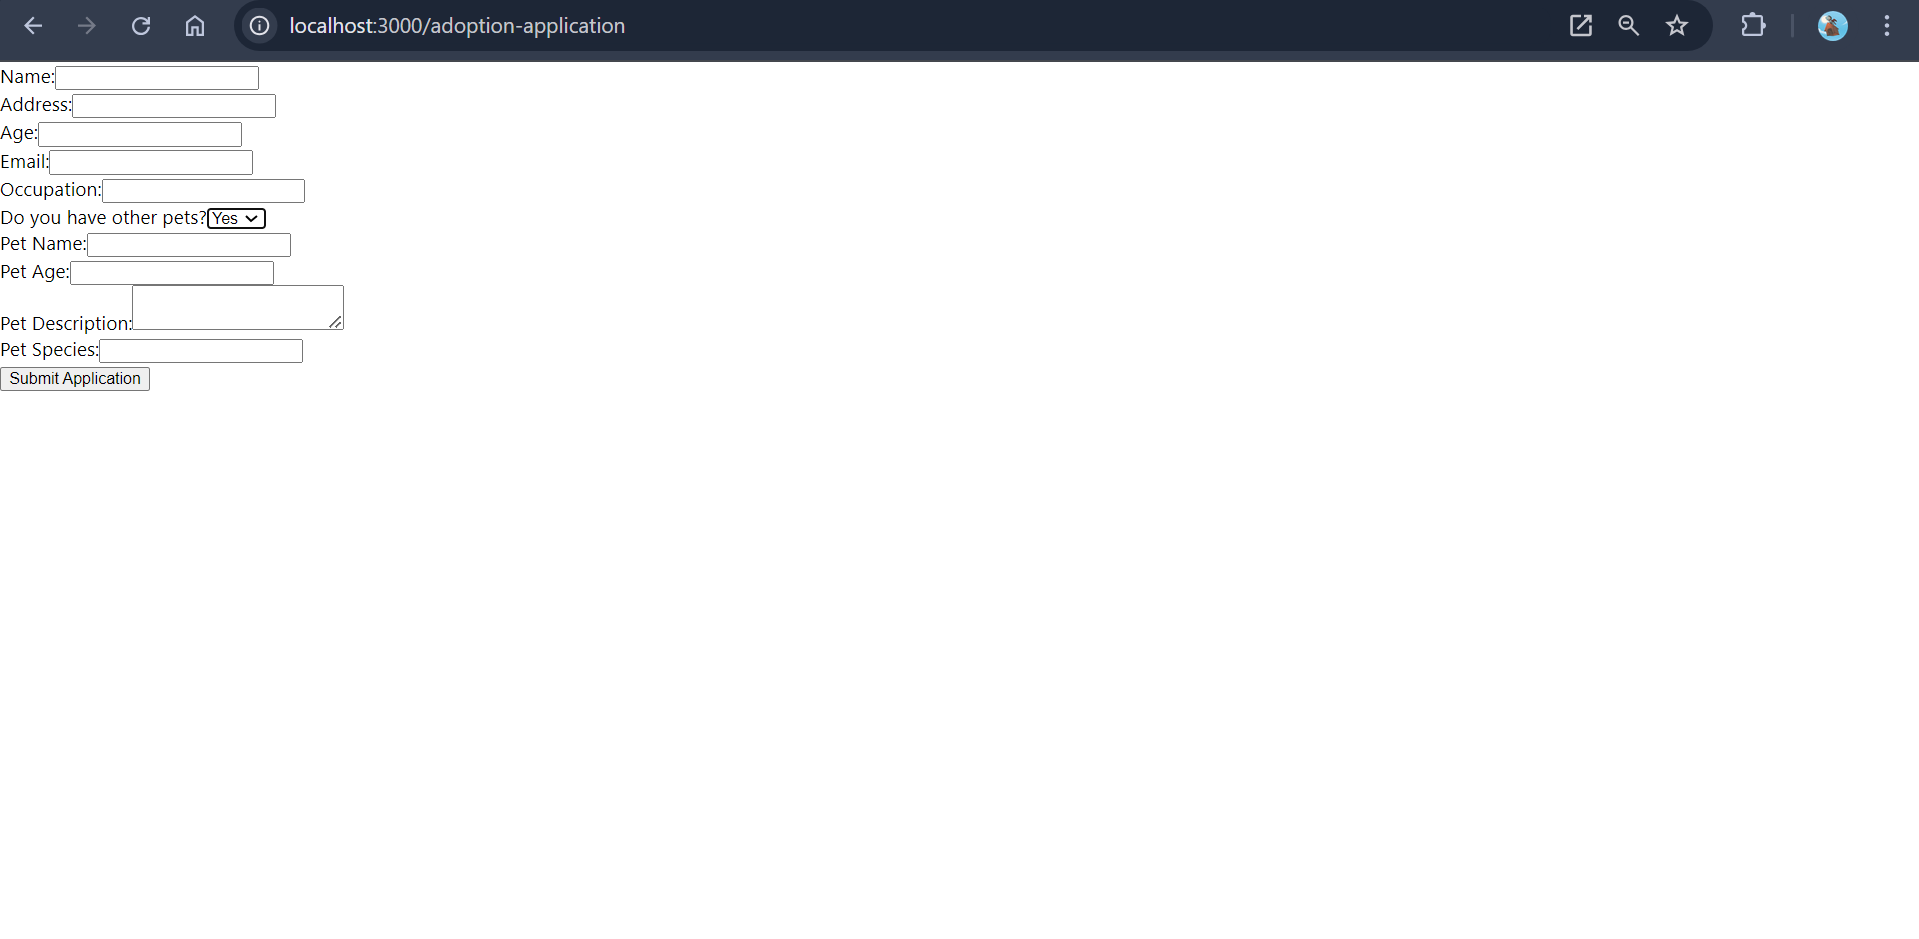 localhost:3000/adoption-application
Name:
Address:
Age:
Email:
Occupation:
Do you have other pets? Yes
Pet Name:
Pet Age:
Pet Description:
Pet Species:
Submit Application